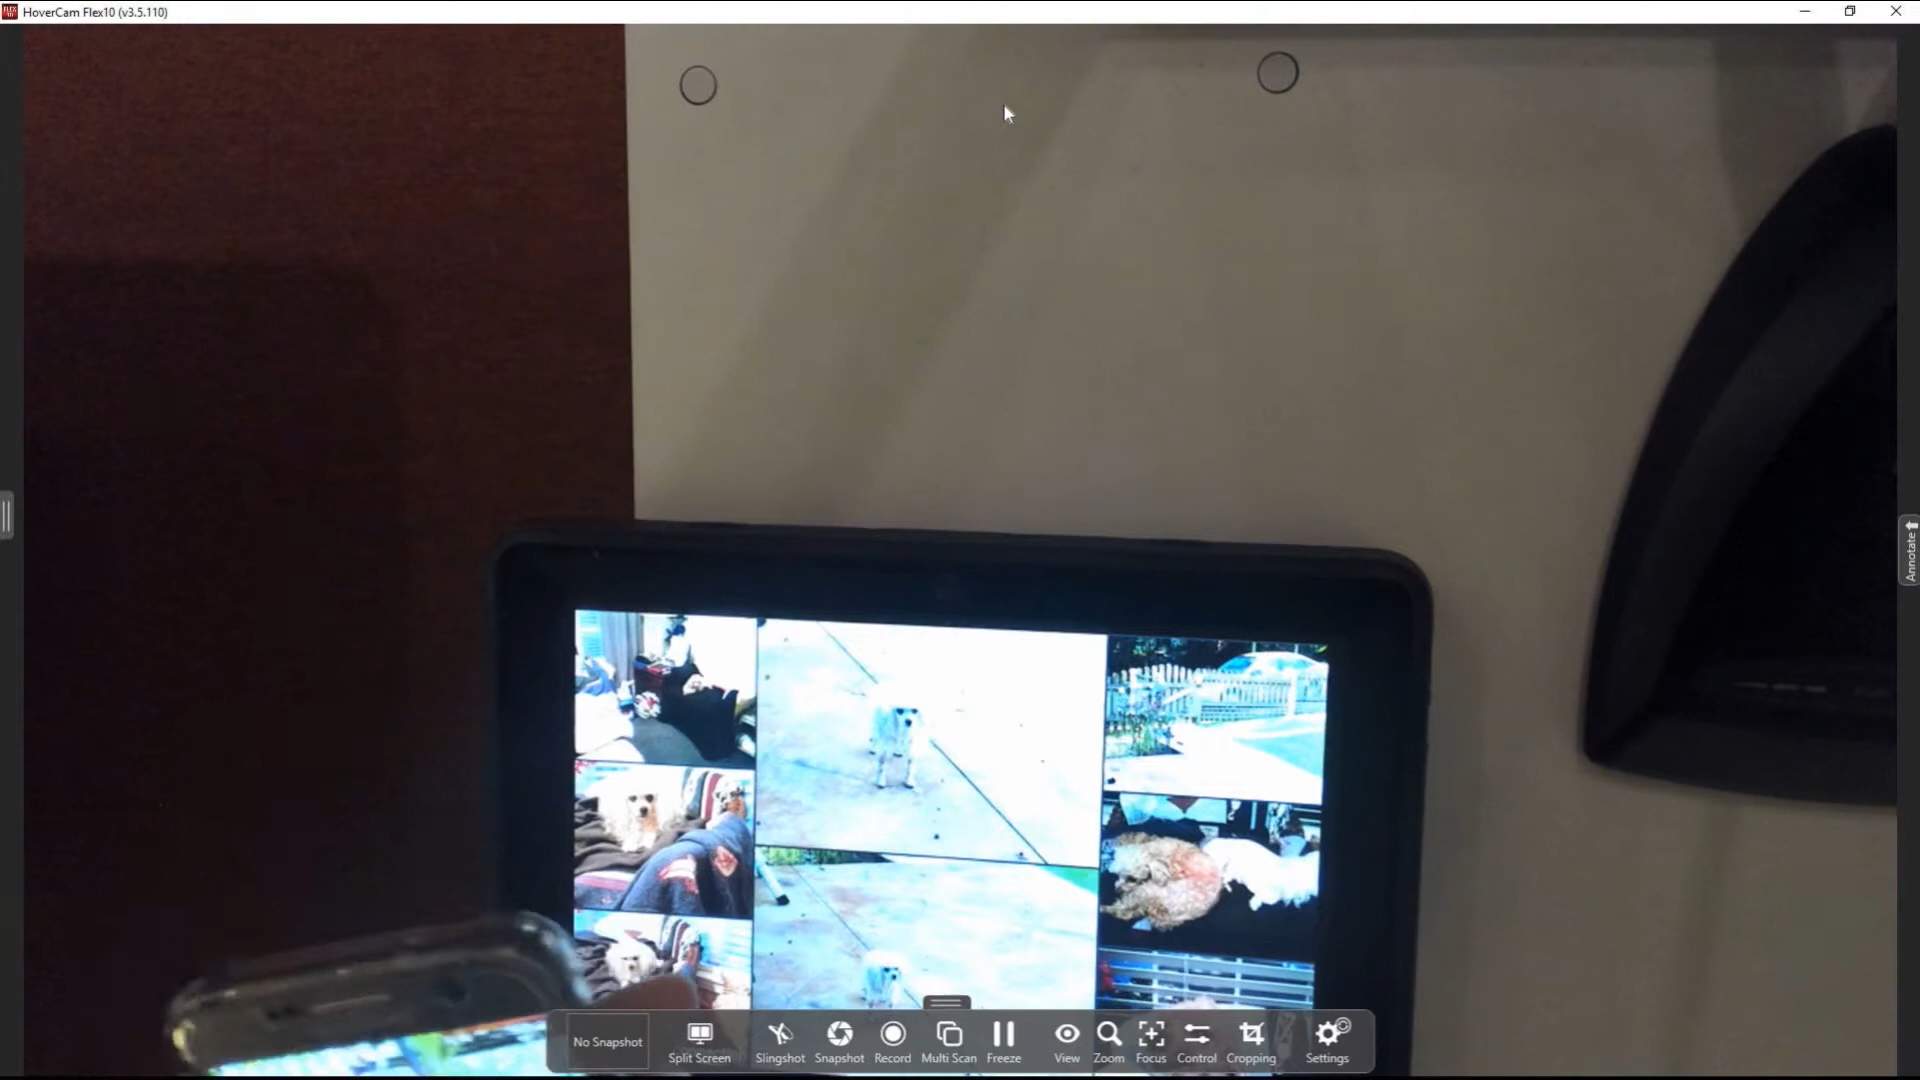 HoverCam Flex10 (v3.5.110)
Annotate
No Snapshot
Split Screen
Slingshot
Snapshot
Record
Multi Scan
Freeze
View
Zoom
Focus
Control
Cropping
Settings